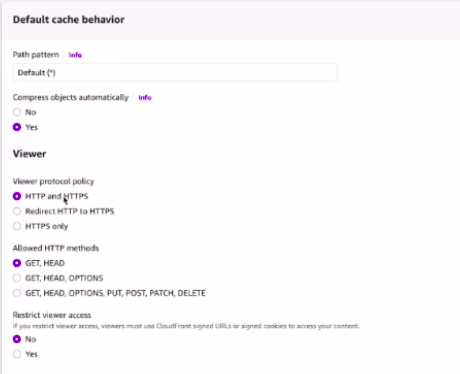 Default cache behavior
Path pattern Info
Default (*)
Compress objects automatically Info
No
Yes
Viewer
Viewer protocol policy
HTTP and HTTPS
Redirect HTTP to HTTPS
HTTPS only
Allowed HTTP methods
GET, HEAD
GET, HEAD, OPTIONS
GET, HEAD, OPTIONS, PUT, POST, PATCH, DELETE
Restrict viewer access
If you restrict viewer access, viewers must use CloudFront signed URLs or signed cookies to access your content.
No
Yes